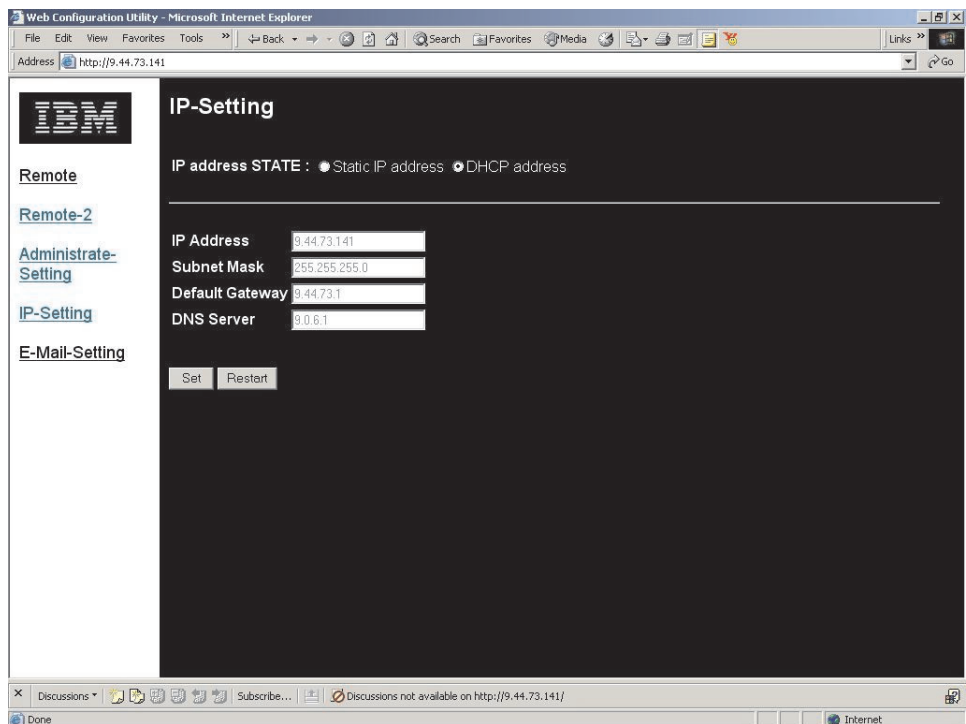 Web Configuration Utility - Microsoft Internet Explorer
File Edit View Favorites Tools » Back Search Favorites Media Links »
Address http://9.44.73.141 Go
IBM
IP-Setting
IP address STATE : Static IP address DHCP address
Remote
Remote-2
Administrate-
Setting
IP-Setting
E-Mail-Setting
IP Address 9.44.73.141
Subnet Mask 255.255.255.0
Default Gateway 9.44.73.1
DNS Server 9.0.6.1
Set Restart
Discussions Subscribe... Discussions not available on http://9.44.73.141/
Done Internet